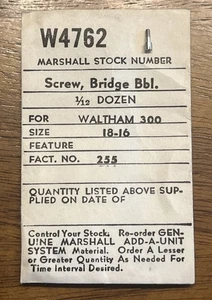 W4762
MARSHALL STOCK NUMBER
Screw, Bridge Bbl.
1/12 DOZEN
FOR WALTHAM 300
SIZE 18-16
FEATURE
FACT. NO. 255
QUANTITY LISTED ABOVE SUP-
PLIED ON DATE OF
Control Your Stock. Re-order GEN-
UINE MARSHALL ADD-A-UNIT
SYSTEM Material. Order A Lesser
or Greater Quantity As Needed For
Time Interval Desired.